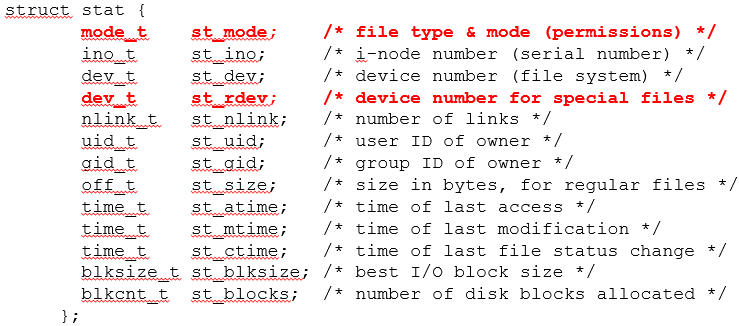 struct stat {
mode_t st_mode; /* file type & mode (permissions) */
ino_t st_ino; /* i-node number (serial number) */
dev_t st_dev; /* device number (file system) */
dev_t st_rdev; /* device number for special files */
nlink_t st_nlink; /* number of links */
uid_t st_uid; /* user ID of owner */
gid_t st_gid; /* group ID of owner */
off_t st_size; /* size in bytes, for regular files */
time_t st_atime; /* time of last access */
time_t st_mtime; /* time of last modification */
time_t st_ctime; /* time of last file status change */
blksize_t st_blksize; /* best I/O block size */
blkcnt_t st_blocks; /* number of disk blocks allocated */
};